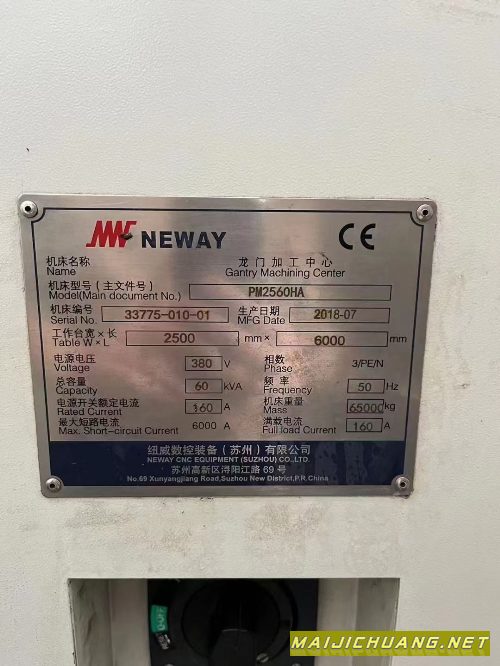 NEWAY CE
机床名称 龙门加工中心
Name Gantry Machining Center
机床型号 (主文件号)
Model(Main document No.) PM2560HA
机床编号 生产日期
Serial No. 33775-010-01 MFG Date 2018-07
工作台宽×长
Table W×L 2500 mm× 6000 mm
电源电压 相数
Voltage 380 V Phase 3/PE/N
总容量 频率
Capacity 60 kVA Frequency 50 Hz
电源开关额定电流 机床重量
Rated Current 160 A Mass 65000 kg
最大短路电流 满载电流
Max. Short-circuit Current 6000 A Full load Current 160 A
纽威数控装备(苏州)有限公司
NEWAY CNC EQUIPMENT (SUZHOU) CO.,LTD.
苏州高新区浔阳江路 69 号
No.69 Xunyangjiang Road,Suzhou New District,P.R.China
MAIJICHUANG.NET